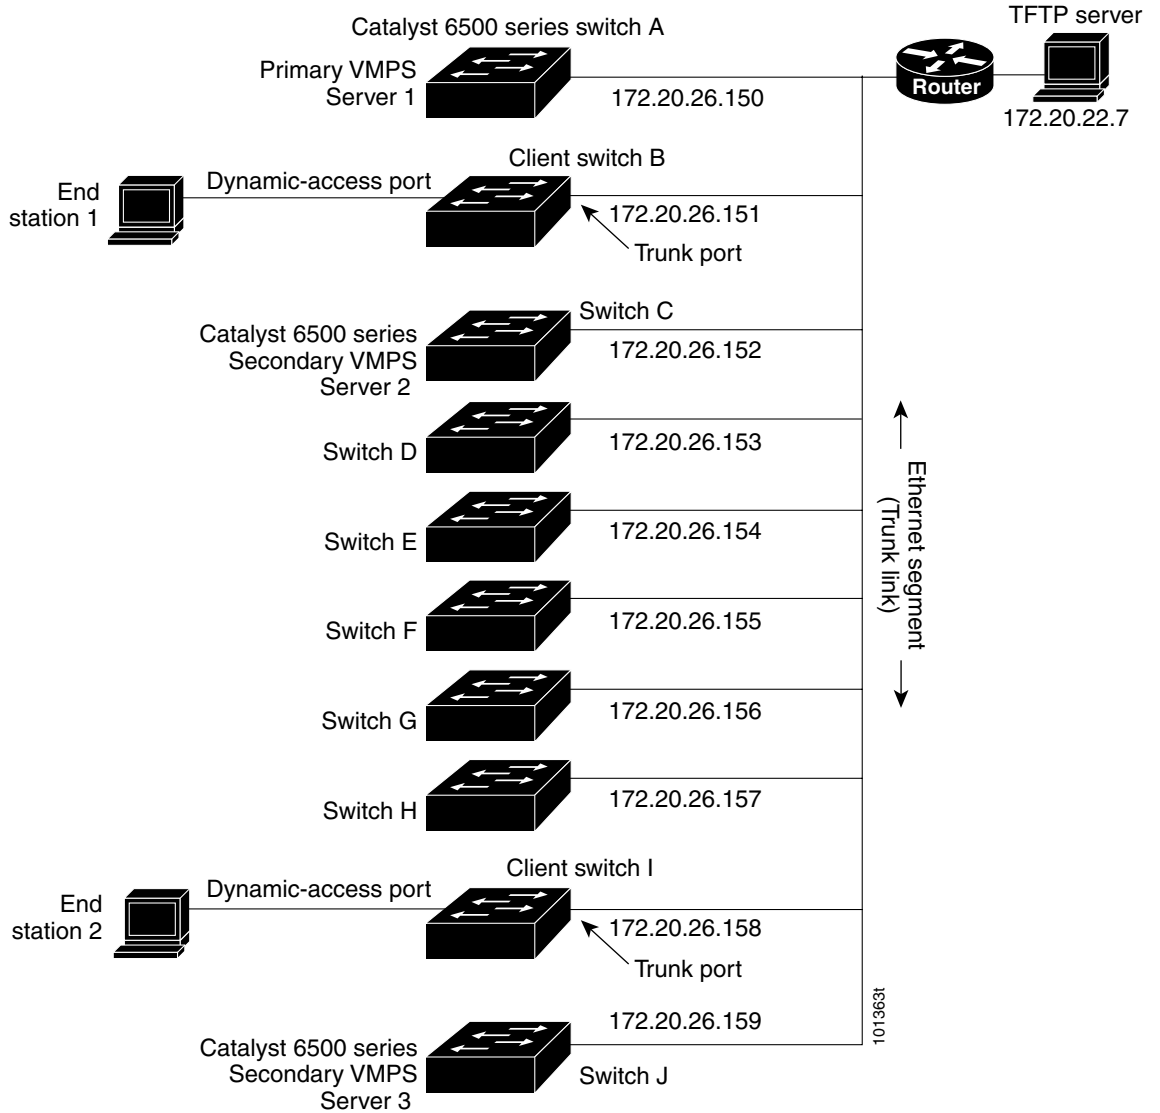 Catalyst 6500 series switch A
TFTP server
Primary VMPS
Server 1
172.20.26.150
Router
172.20.22.7
Client switch B
End
station 1
Dynamic-access port
172.20.26.151
Trunk port
Switch C
Catalyst 6500 series
Secondary VMPS
Server 2
172.20.26.152
Switch D
172.20.26.153
Switch E
172.20.26.154
Ethernet segment
(Trunk link)
Switch F
172.20.26.155
Switch G
172.20.26.156
Switch H
172.20.26.157
Client switch I
End
station 2
Dynamic-access port
172.20.26.158
Trunk port
101363t
172.20.26.159
Catalyst 6500 series
Secondary VMPS
Server 3
Switch J